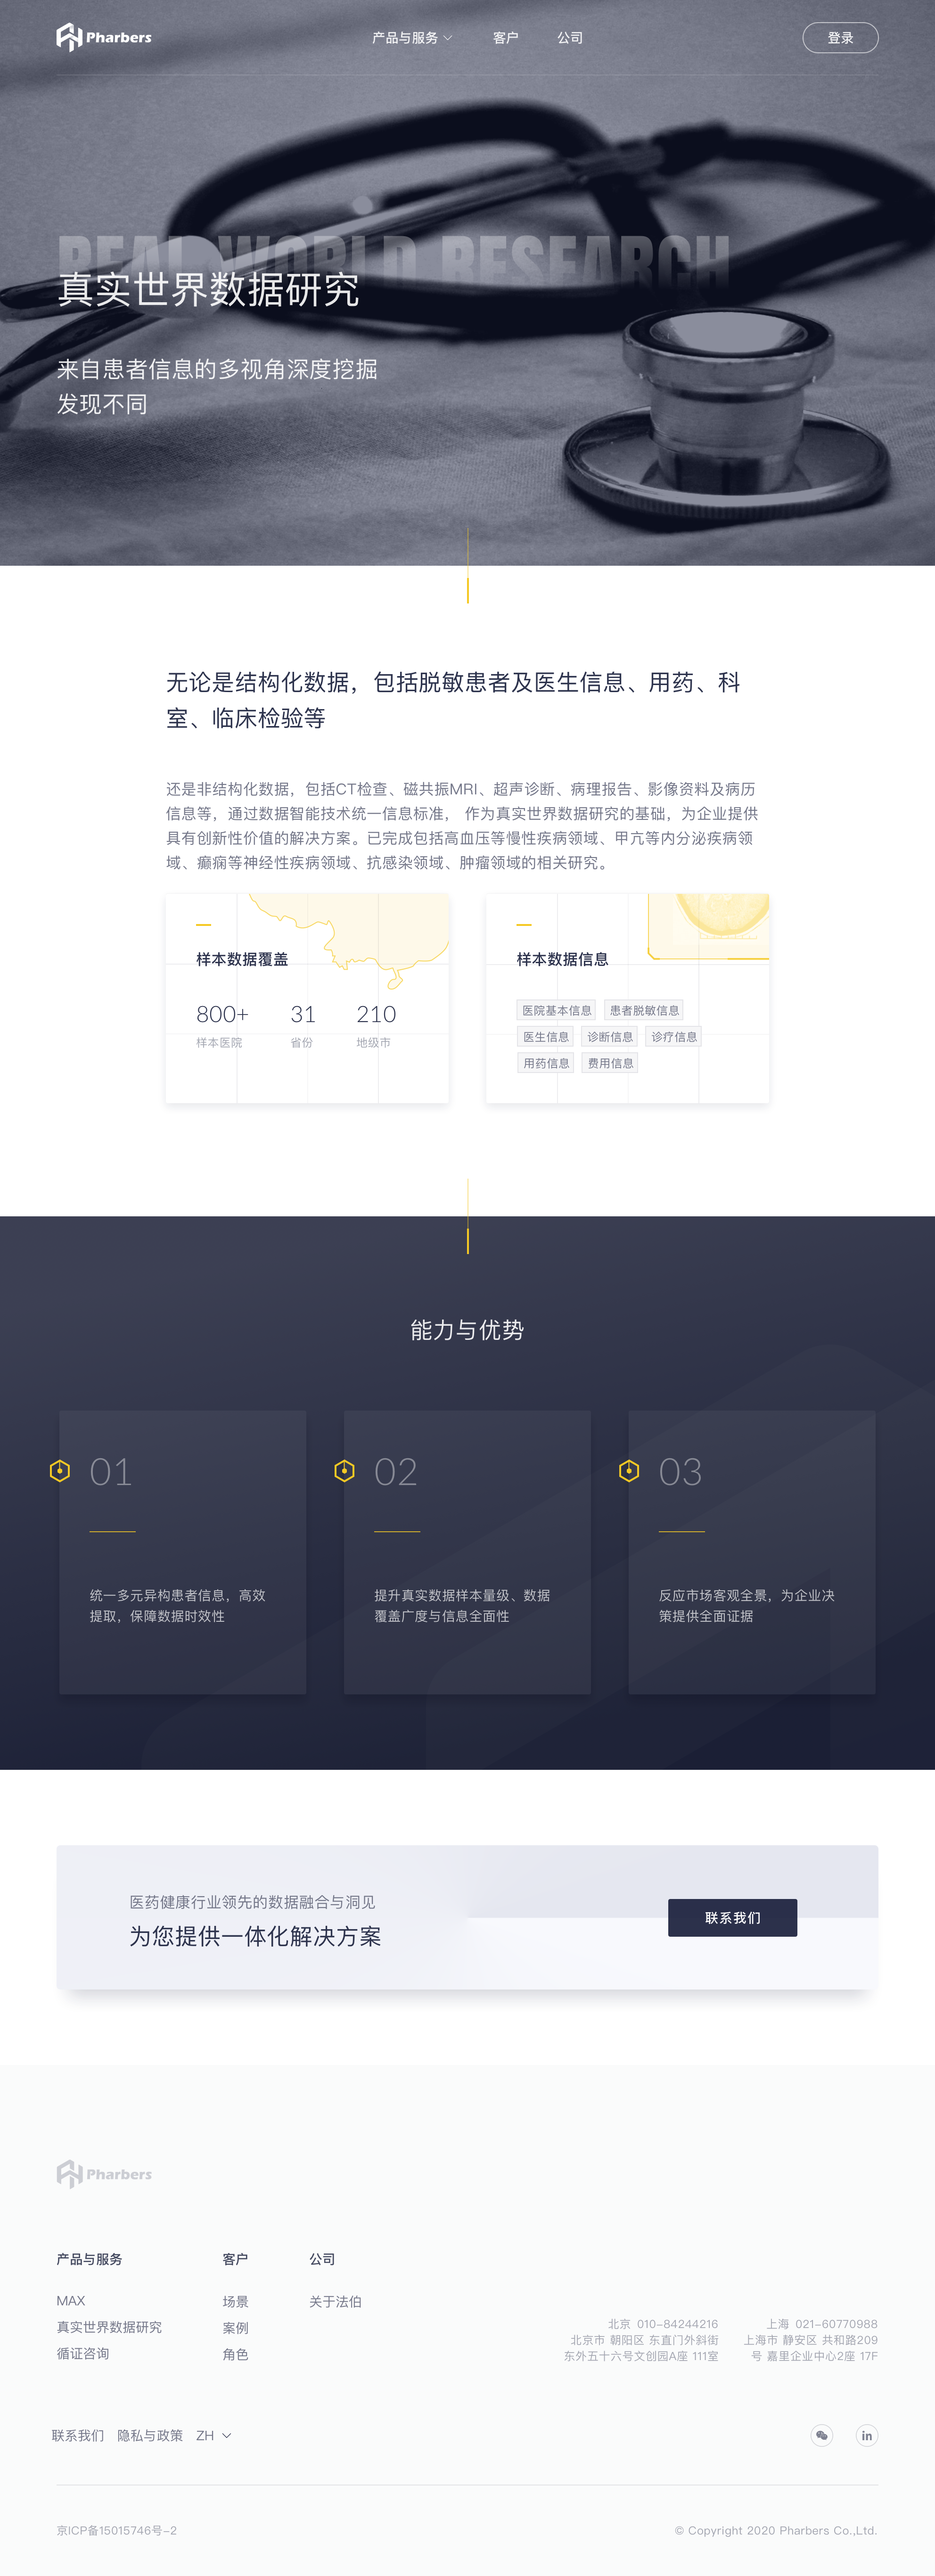 Pharbers
产品与服务
客户
公司
登录
REAL WORLD RESEARCH
真实世界数据研究
来自患者信息的多视角深度挖掘
发现不同
无论是结构化数据，包括脱敏患者及医生信息、用药、科
室、临床检验等
还是非结构化数据，包括CT检查、磁共振MRI、超声诊断、病理报告、影像资料及病历
信息等，通过数据智能技术统一信息标准， 作为真实世界数据研究的基础，为企业提供
具有创新性价值的解决方案。已完成包括高血压等慢性疾病领域、甲亢等内分泌疾病领
域、癫痫等神经性疾病领域、抗感染领域、肿瘤领域的相关研究。
样本数据覆盖
800+
31
210
样本医院
省份
地级市
样本数据信息
医院基本信息
患者脱敏信息
医生信息
诊断信息
诊疗信息
用药信息
费用信息
能力与优势
01
统一多元异构患者信息，高效
提取，保障数据时效性
02
提升真实数据样本量级、数据
覆盖广度与信息全面性
03
反应市场客观全景，为企业决
策提供全面证据
医药健康行业领先的数据融合与洞见
为您提供一体化解决方案
联系我们
Pharbers
产品与服务
MAX
真实世界数据研究
循证咨询
客户
场景
案例
角色
公司
关于法伯
北京 010-84244216
北京市 朝阳区 东直门外斜街
东外五十六号文创园A座 111室
上海 021-60770988
上海市 静安区 共和路209
号 嘉里企业中心2座 17F
联系我们
隐私与政策
ZH
in
京ICP备15015746号-2
© Copyright 2020 Pharbers Co.,Ltd.